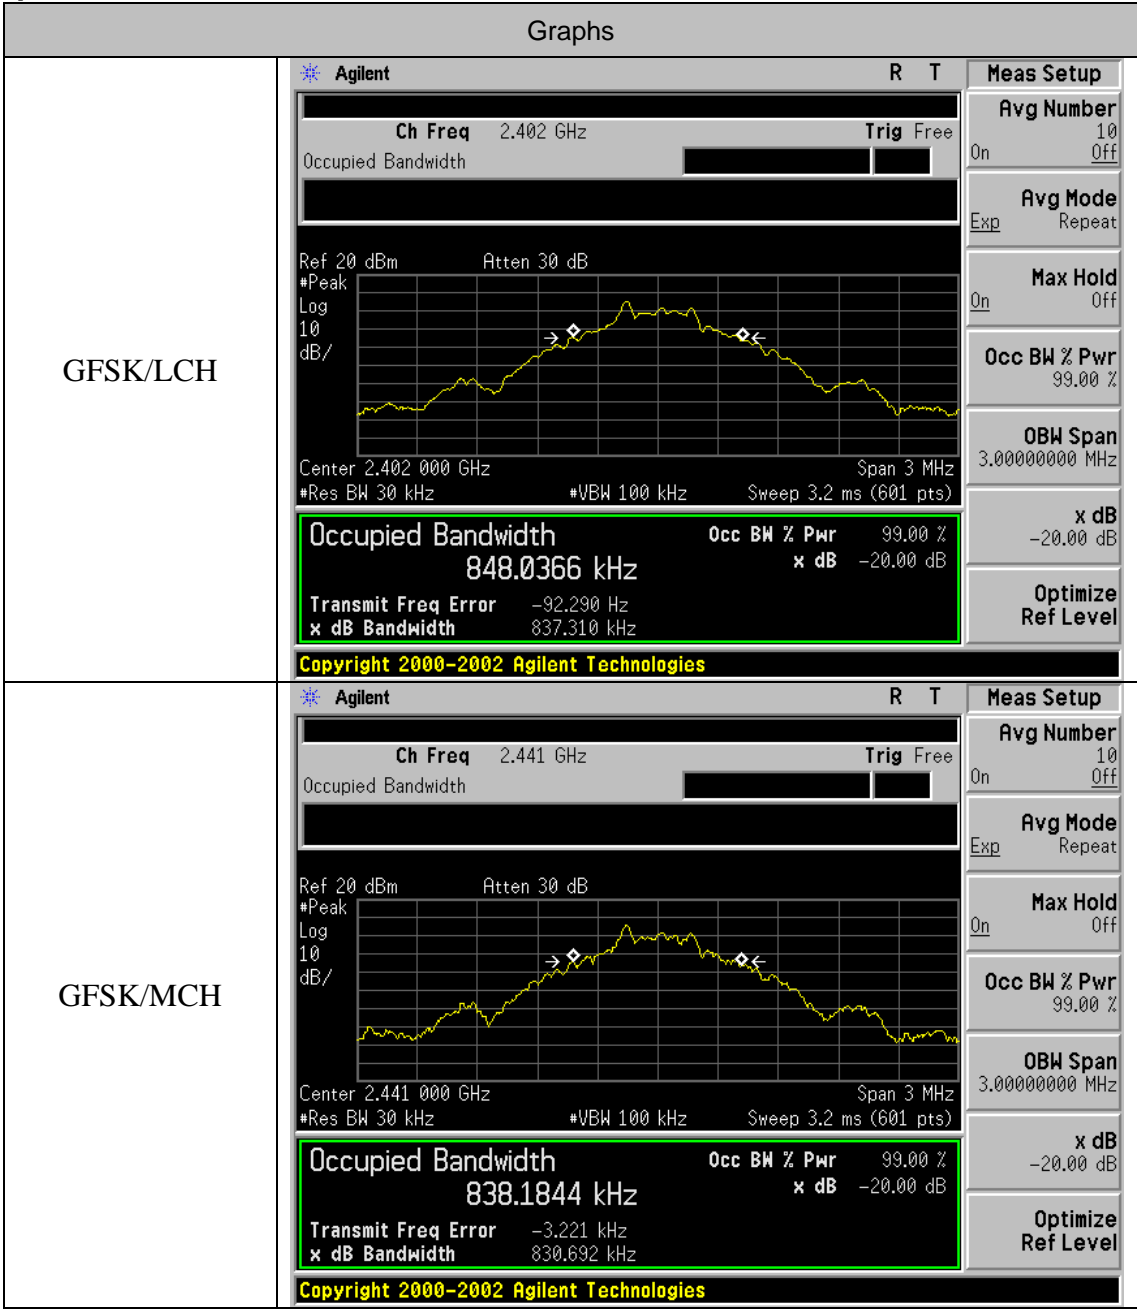 Graphs
GFSK/LCH
Agilent R T Meas Setup
Ch Freq 2.402 GHz Trig Free
Occupied Bandwidth
Avg Number
10
On Off
Avg Mode
Exp Repeat
Max Hold
On Off
Occ BW % Pwr
99.00 %
OBW Span
3.00000000 MHz
x dB
-20.00 dB
Optimize
Ref Level
Ref 20 dBm Atten 30 dB
#Peak
Log
10
dB/
Center 2.402 000 GHz Span 3 MHz
#Res BW 30 kHz #VBW 100 kHz Sweep 3.2 ms (601 pts)
Occupied Bandwidth Occ BW % Pwr 99.00 %
848.0366 kHz x dB -20.00 dB
Transmit Freq Error -92.290 Hz
x dB Bandwidth 837.310 kHz
Copyright 2000-2002 Agilent Technologies
GFSK/MCH
Agilent R T Meas Setup
Ch Freq 2.441 GHz Trig Free
Occupied Bandwidth
Avg Number
10
On Off
Avg Mode
Exp Repeat
Max Hold
On Off
Occ BW % Pwr
99.00 %
OBW Span
3.00000000 MHz
x dB
-20.00 dB
Optimize
Ref Level
Ref 20 dBm Atten 30 dB
#Peak
Log
10
dB/
Center 2.441 000 GHz Span 3 MHz
#Res BW 30 kHz #VBW 100 kHz Sweep 3.2 ms (601 pts)
Occupied Bandwidth Occ BW % Pwr 99.00 %
838.1844 kHz x dB -20.00 dB
Transmit Freq Error -3.221 kHz
x dB Bandwidth 830.692 kHz
Copyright 2000-2002 Agilent Technologies